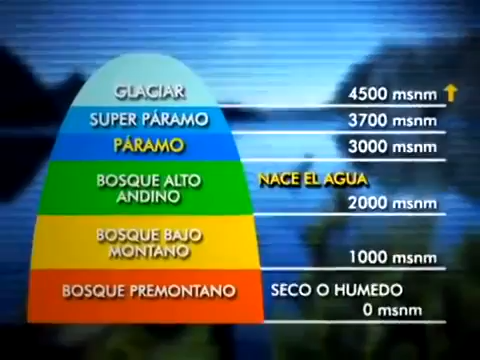 GLACIAR 4500 msnm
SUPER PÁRAMO 3700 msnm
PÁRAMO 3000 msnm
BOSQUE ALTO NACE EL AGUA
ANDINO 2000 msnm
BOSQUE BAJO
MONTANO 1000 msnm
BOSQUE PREMONTANO SECO O HUMEDO
0 msnm